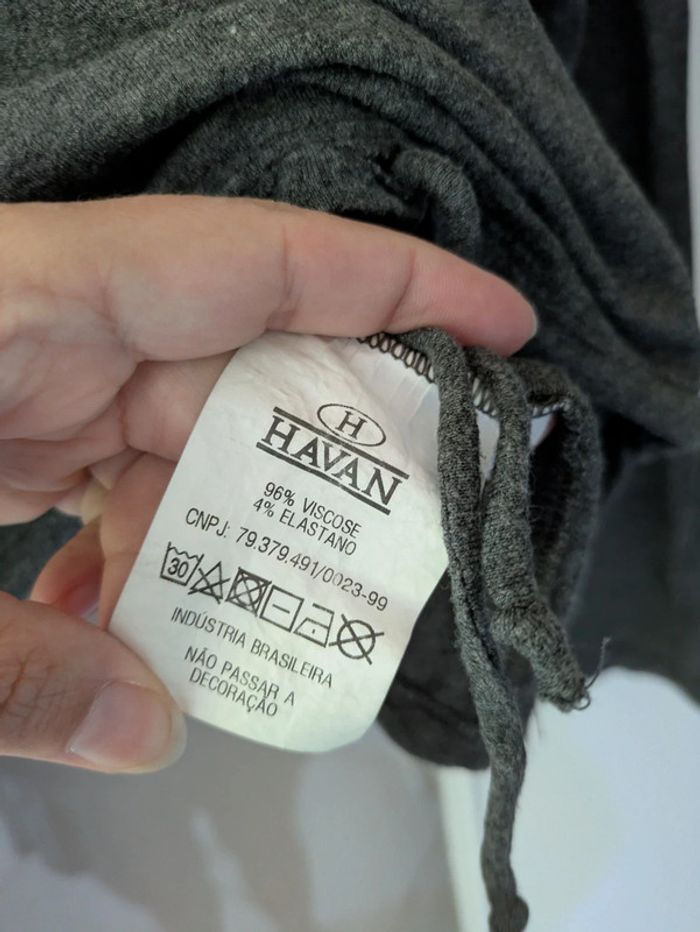 H
HAVAN
96% VISCOSE
4% ELASTANO
CNPJ: 79.379.491/0023-99
30
INDÚSTRIA BRASILEIRA
NÃO PASSAR A
DECORAÇÃO